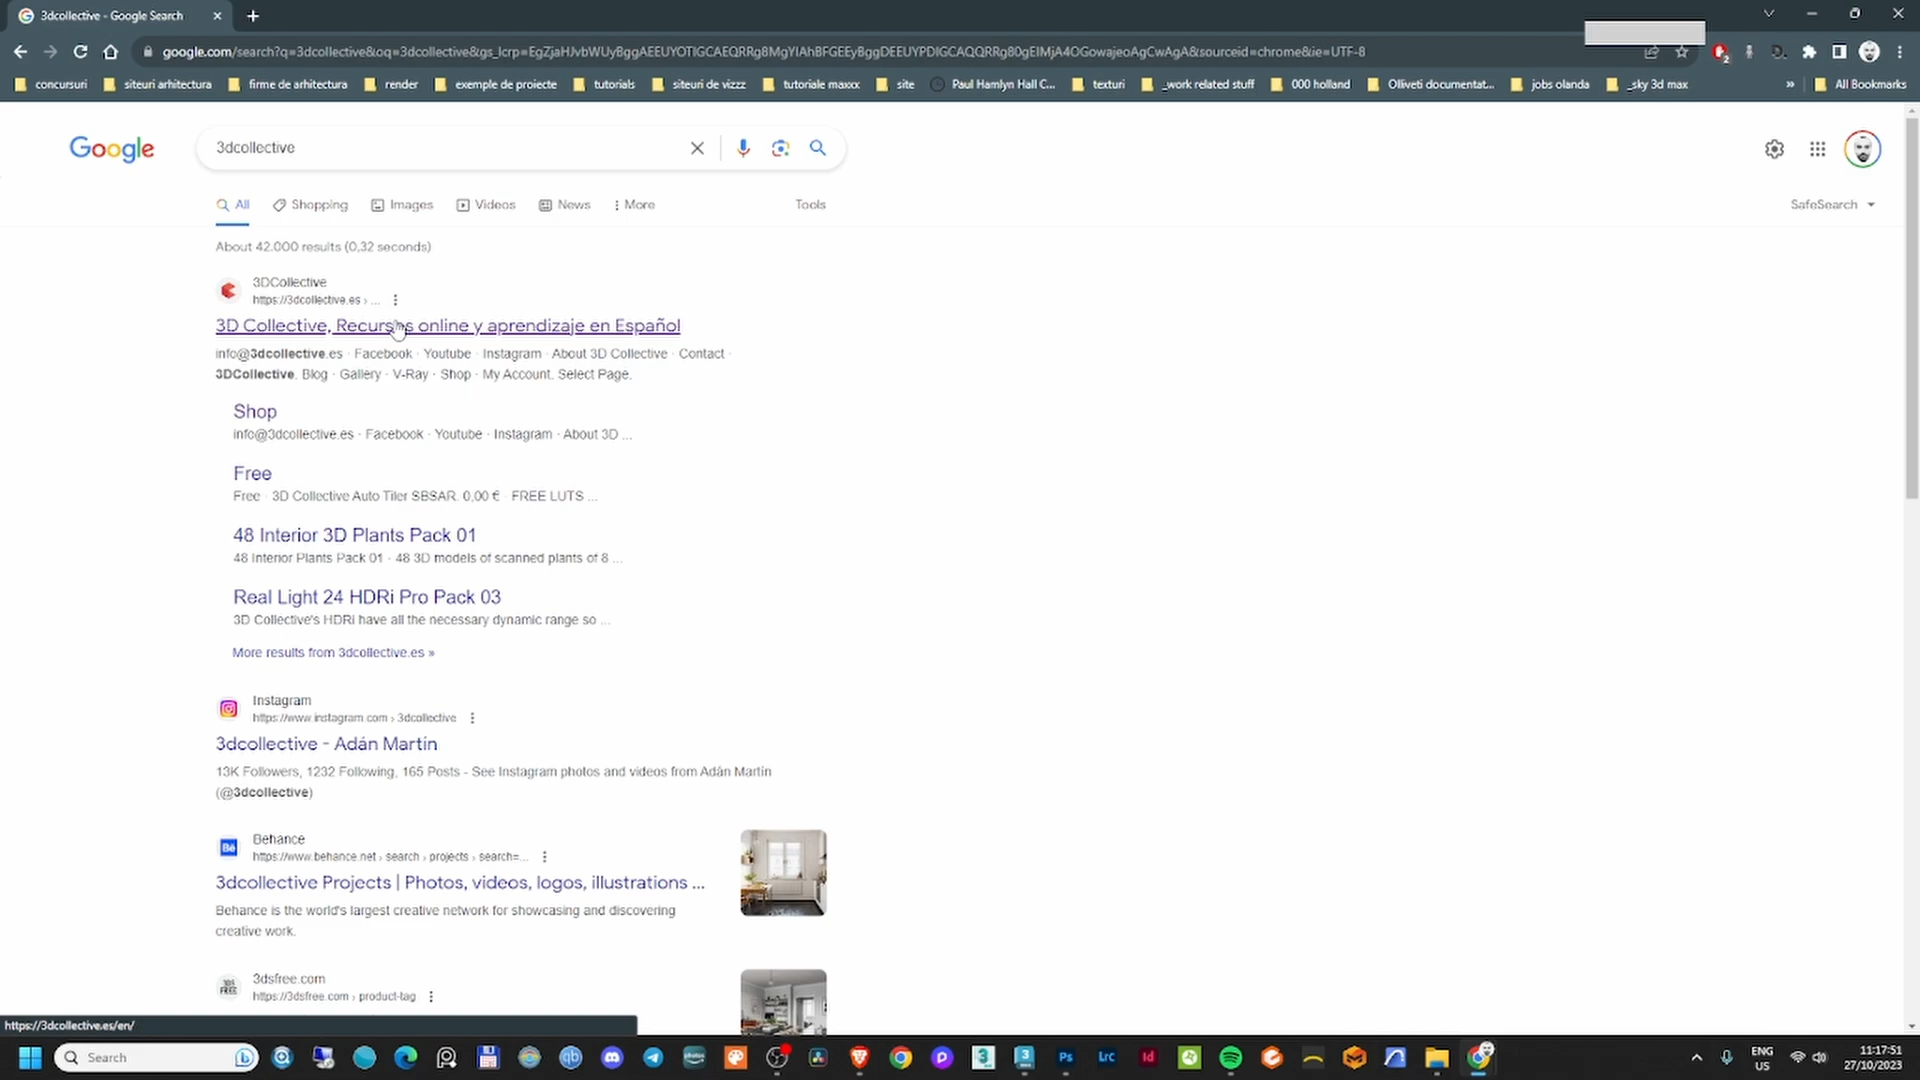 3dcollective - Google Search
google.com/search?q=3dcollective&oq=3dcollective&gs_lcrp=EgZjaHJvbWUyBggAEEUYOTIGCAEQRRg8MgYIAhBFGEEyBggDEEUYPDIGCAQQRRg80gEIMjA4OGowajeoAgCwAgA&sourceid=chrome&ie=UTF-8
concursuri siteuri arhitectura firme de arhitectura render exemple de proiecte tutorials siteuri de vizzz tutoriale maxxx site Paul Hamlyn Hall C... texturi _work related stuff 000 holland Olliveti documentat... jobs olanda _sky 3d max » All Bookmarks
Google 3dcollective
All Shopping Images Videos News More Tools SafeSearch
About 42.000 results (0,32 seconds)
3DCollective
https://3dcollective.es › ...
3D Collective, Recursos online y aprendizaje en Español
info@3dcollective.es · Facebook · Youtube · Instagram · About 3D Collective · Contact ·
3DCollective. Blog · Gallery · V-Ray · Shop · My Account. Select Page.
Shop
info@3dcollective.es · Facebook · Youtube · Instagram · About 3D ...
Free
Free · 3D Collective Auto Tiler SBSAR. 0,00 € · FREE LUTS ...
48 Interior 3D Plants Pack 01
48 Interior Plants Pack 01 · 48 3D models of scanned plants of 8 ...
Real Light 24 HDRi Pro Pack 03
3D Collective's HDRi have all the necessary dynamic range so ...
More results from 3dcollective.es »
Instagram
https://www.instagram.com › 3dcollective
3dcollective - Adán Martín
13K Followers, 1232 Following, 165 Posts - See Instagram photos and videos from Adán Martín
(@3dcollective)
Behance
https://www.behance.net › search › projects › search=...
3dcollective Projects | Photos, videos, logos, illustrations ...
Behance is the world's largest creative network for showcasing and discovering
creative work.
3dsfree.com
https://3dsfree.com › product-tag
https://3dcollective.es/en/
Search
ENG
US
11:17:51
27/10/2023